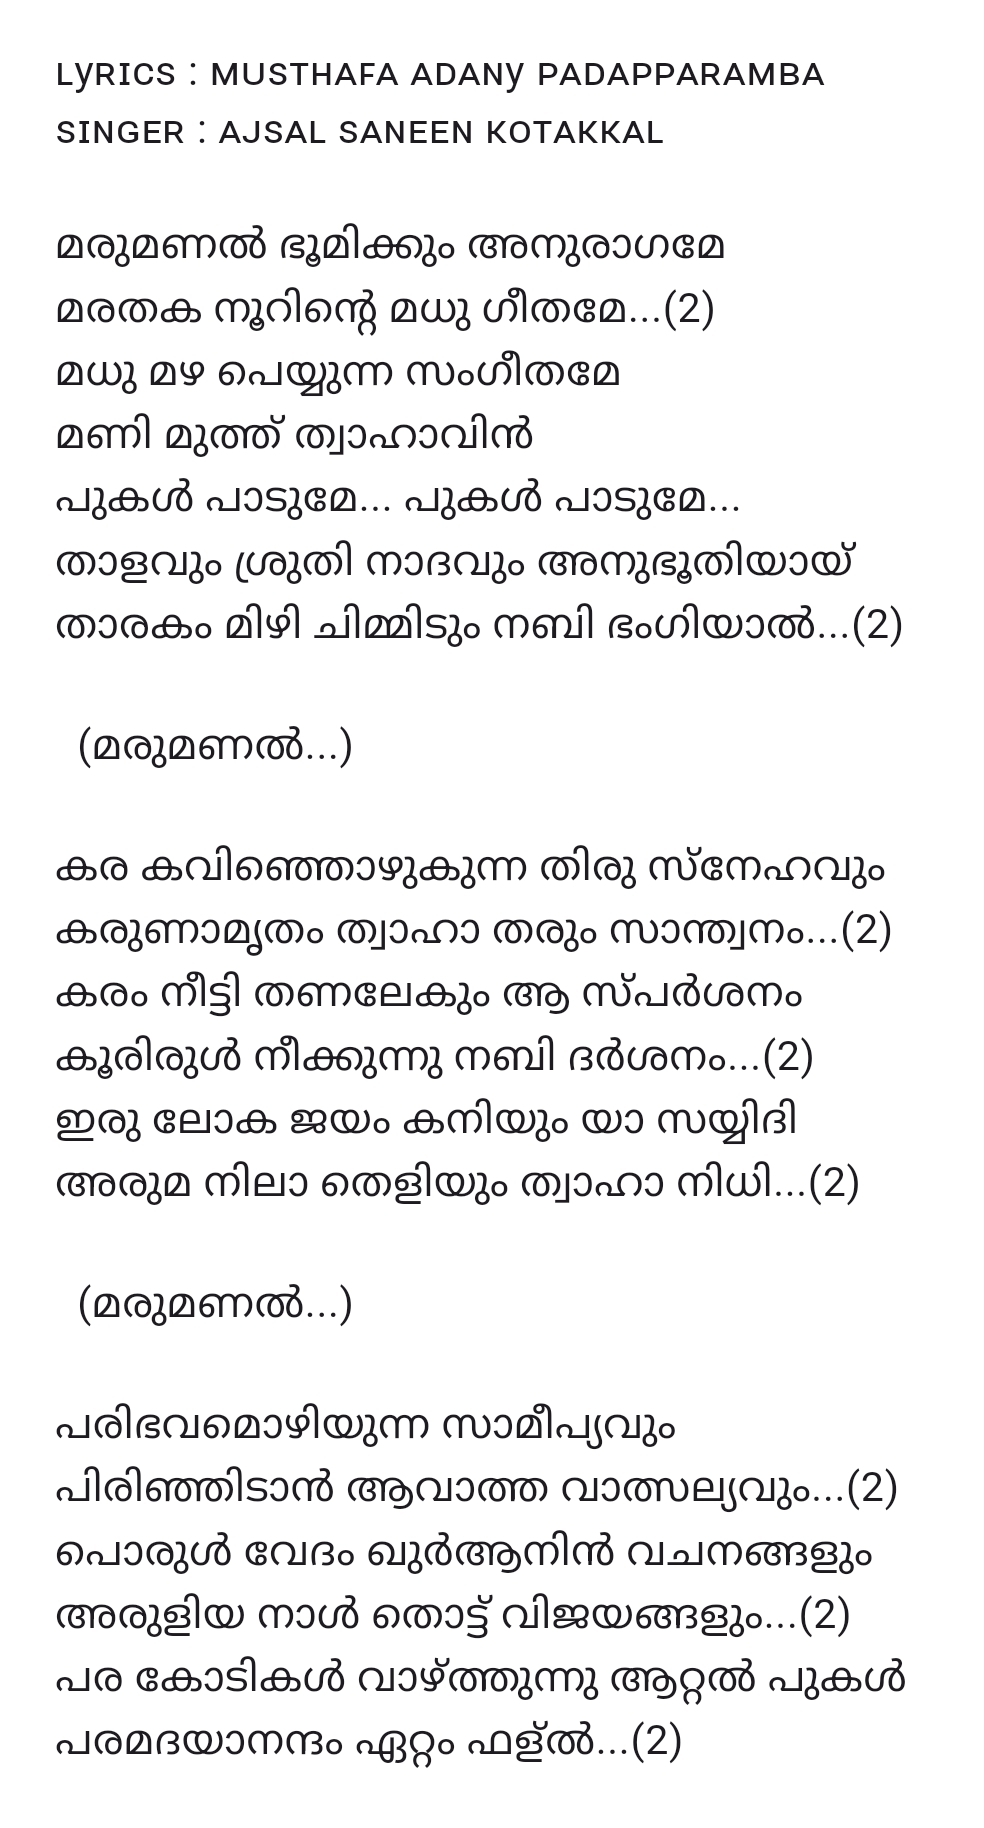 LyRICS : MUSTHAFA ADANy PADAPPARAMBA
SINGER : AJSAL SANEEN KOTAKKAL
മരുമണൽ ഭൂമിക്കും അനുരാഗമേ
മരതക നൂറിന്റെ മധു ഗീതമേ...(2)
മധു മഴ പെയ്യുന്ന സംഗീതമേ
മണി മുത്ത് ത്വാഹാവിൻ
പുകൾ പാടുമേ... പുകൾ പാടുമേ...
താളവും ശ്രുതി നാദവും അനുഭൂതിയായ്
താരകം മിഴി ചിമ്മിടും നബി ഭംഗിയാൽ...(2)
(മരുമണൽ...)
കര കവിഞ്ഞൊഴുകുന്ന തിരു സ്നേഹവും
കരുണാമൃതം ത്വാഹാ തരും സാന്ത്വനം...(2)
കരം നീട്ടി തണലേകും ആ സ്പർശനം
കൂരിരുൾ നീക്കുന്നു നബി ദർശനം...(2)
ഇരു ലോക ജയം കനിയും യാ സയ്യിദി
അരുമ നിലാ തെളിയും ത്വാഹാ നിധി...(2)
(മരുമണൽ...)
പരിഭവമൊഴിയുന്ന സാമീപ്യവും
പിരിഞ്ഞിടാൻ ആവാത്ത വാത്സല്യവും...(2)
പൊരുൾ വേദം ഖുർആനിൻ വചനങ്ങളും
അരുളിയ നാൾ തൊട്ട് വിജയങ്ങളും...(2)
പര കോടികൾ വാഴ്ത്തുന്നു ആറ്റൽ പുകൾ
പരമദയാനന്ദം ഏറ്റം ഫള്ൽ...(2)